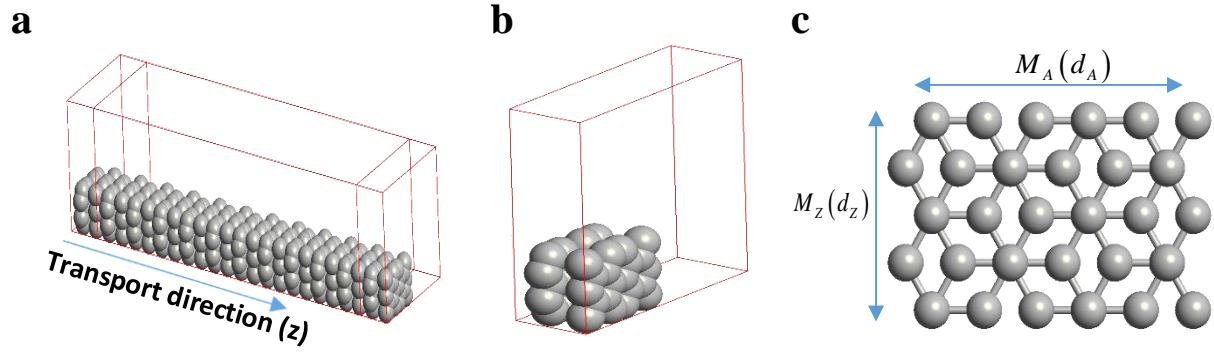 a
b
c
Transport direction (z)
M_A(d_A)
M_Z(d_Z)